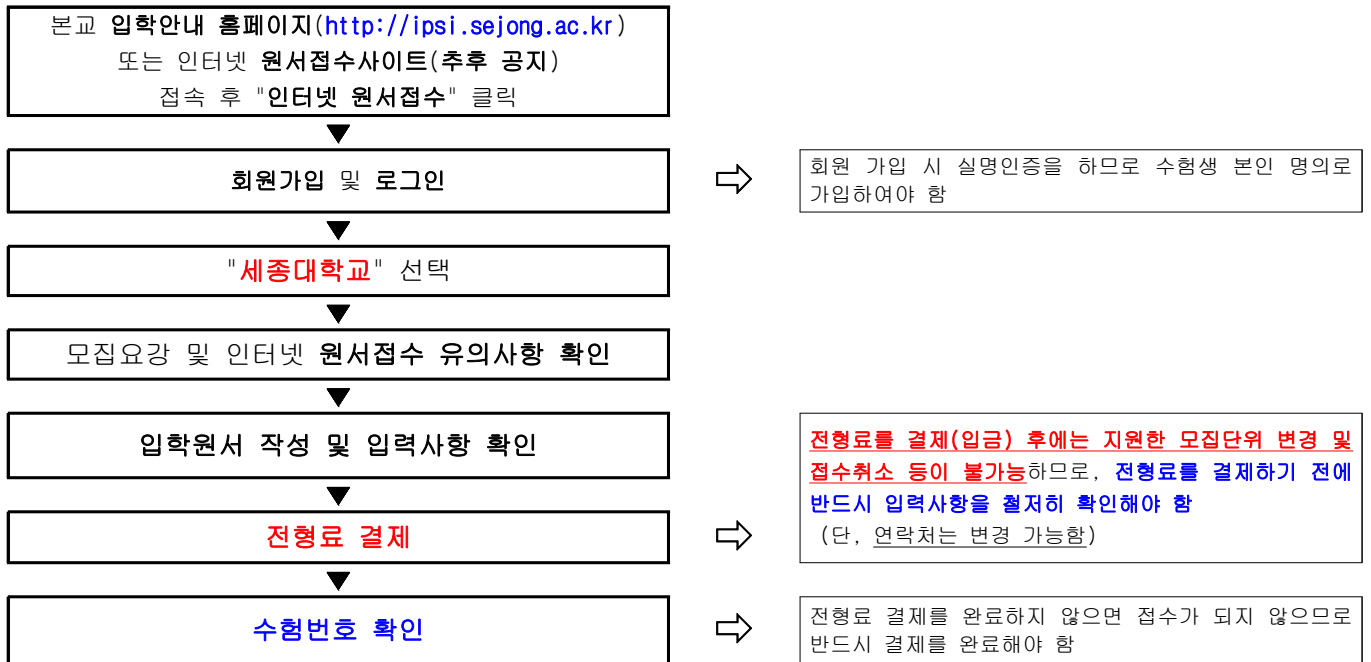 본교 입학안내 홈페이지(http://ipsi.sejong.ac.kr)
또는 인터넷 원서접수사이트(추후 공지)
접속 후 "인터넷 원서접수" 클릭
회원가입 및 로그인
회원 가입 시 실명인증을 하므로 수험생 본인 명의로
가입하여야 함
"세종대학교" 선택
모집요강 및 인터넷 원서접수 유의사항 확인
입학원서 작성 및 입력사항 확인
전형료 결제
전형료를 결제(입금) 후에는 지원한 모집단위 변경 및
접수취소 등이 불가능하므로, 전형료를 결제하기 전에
반드시 입력사항을 철저히 확인해야 함
(단, 연락처는 변경 가능함)
수험번호 확인
전형료 결제를 완료하지 않으면 접수가 되지 않으므로
반드시 결제를 완료해야 함